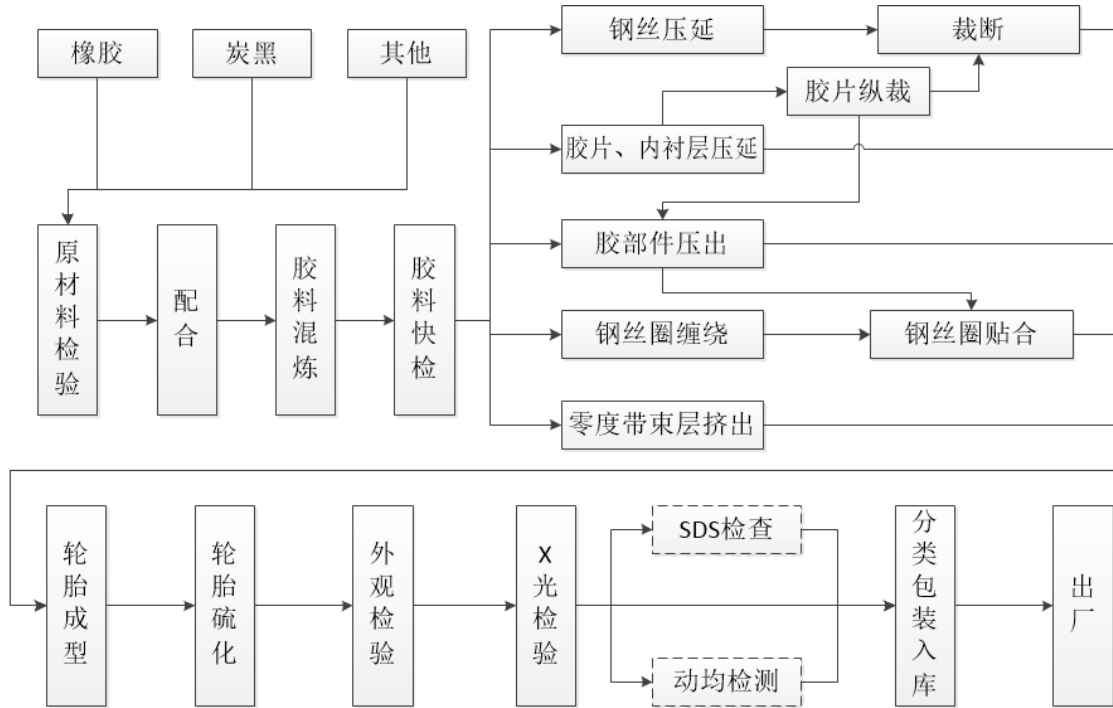 橡胶
炭黑
其他
钢丝压延
裁断
胶片纵裁
胶片、内衬层压延
原材料检验
配合
胶料混炼
胶料快检
胶部件压出
钢丝圈缠绕
钢丝圈贴合
零度带束层挤出
轮胎成型
轮胎硫化
外观检验
X光检验
SDS检查
动均检测
分类包装入库
出厂